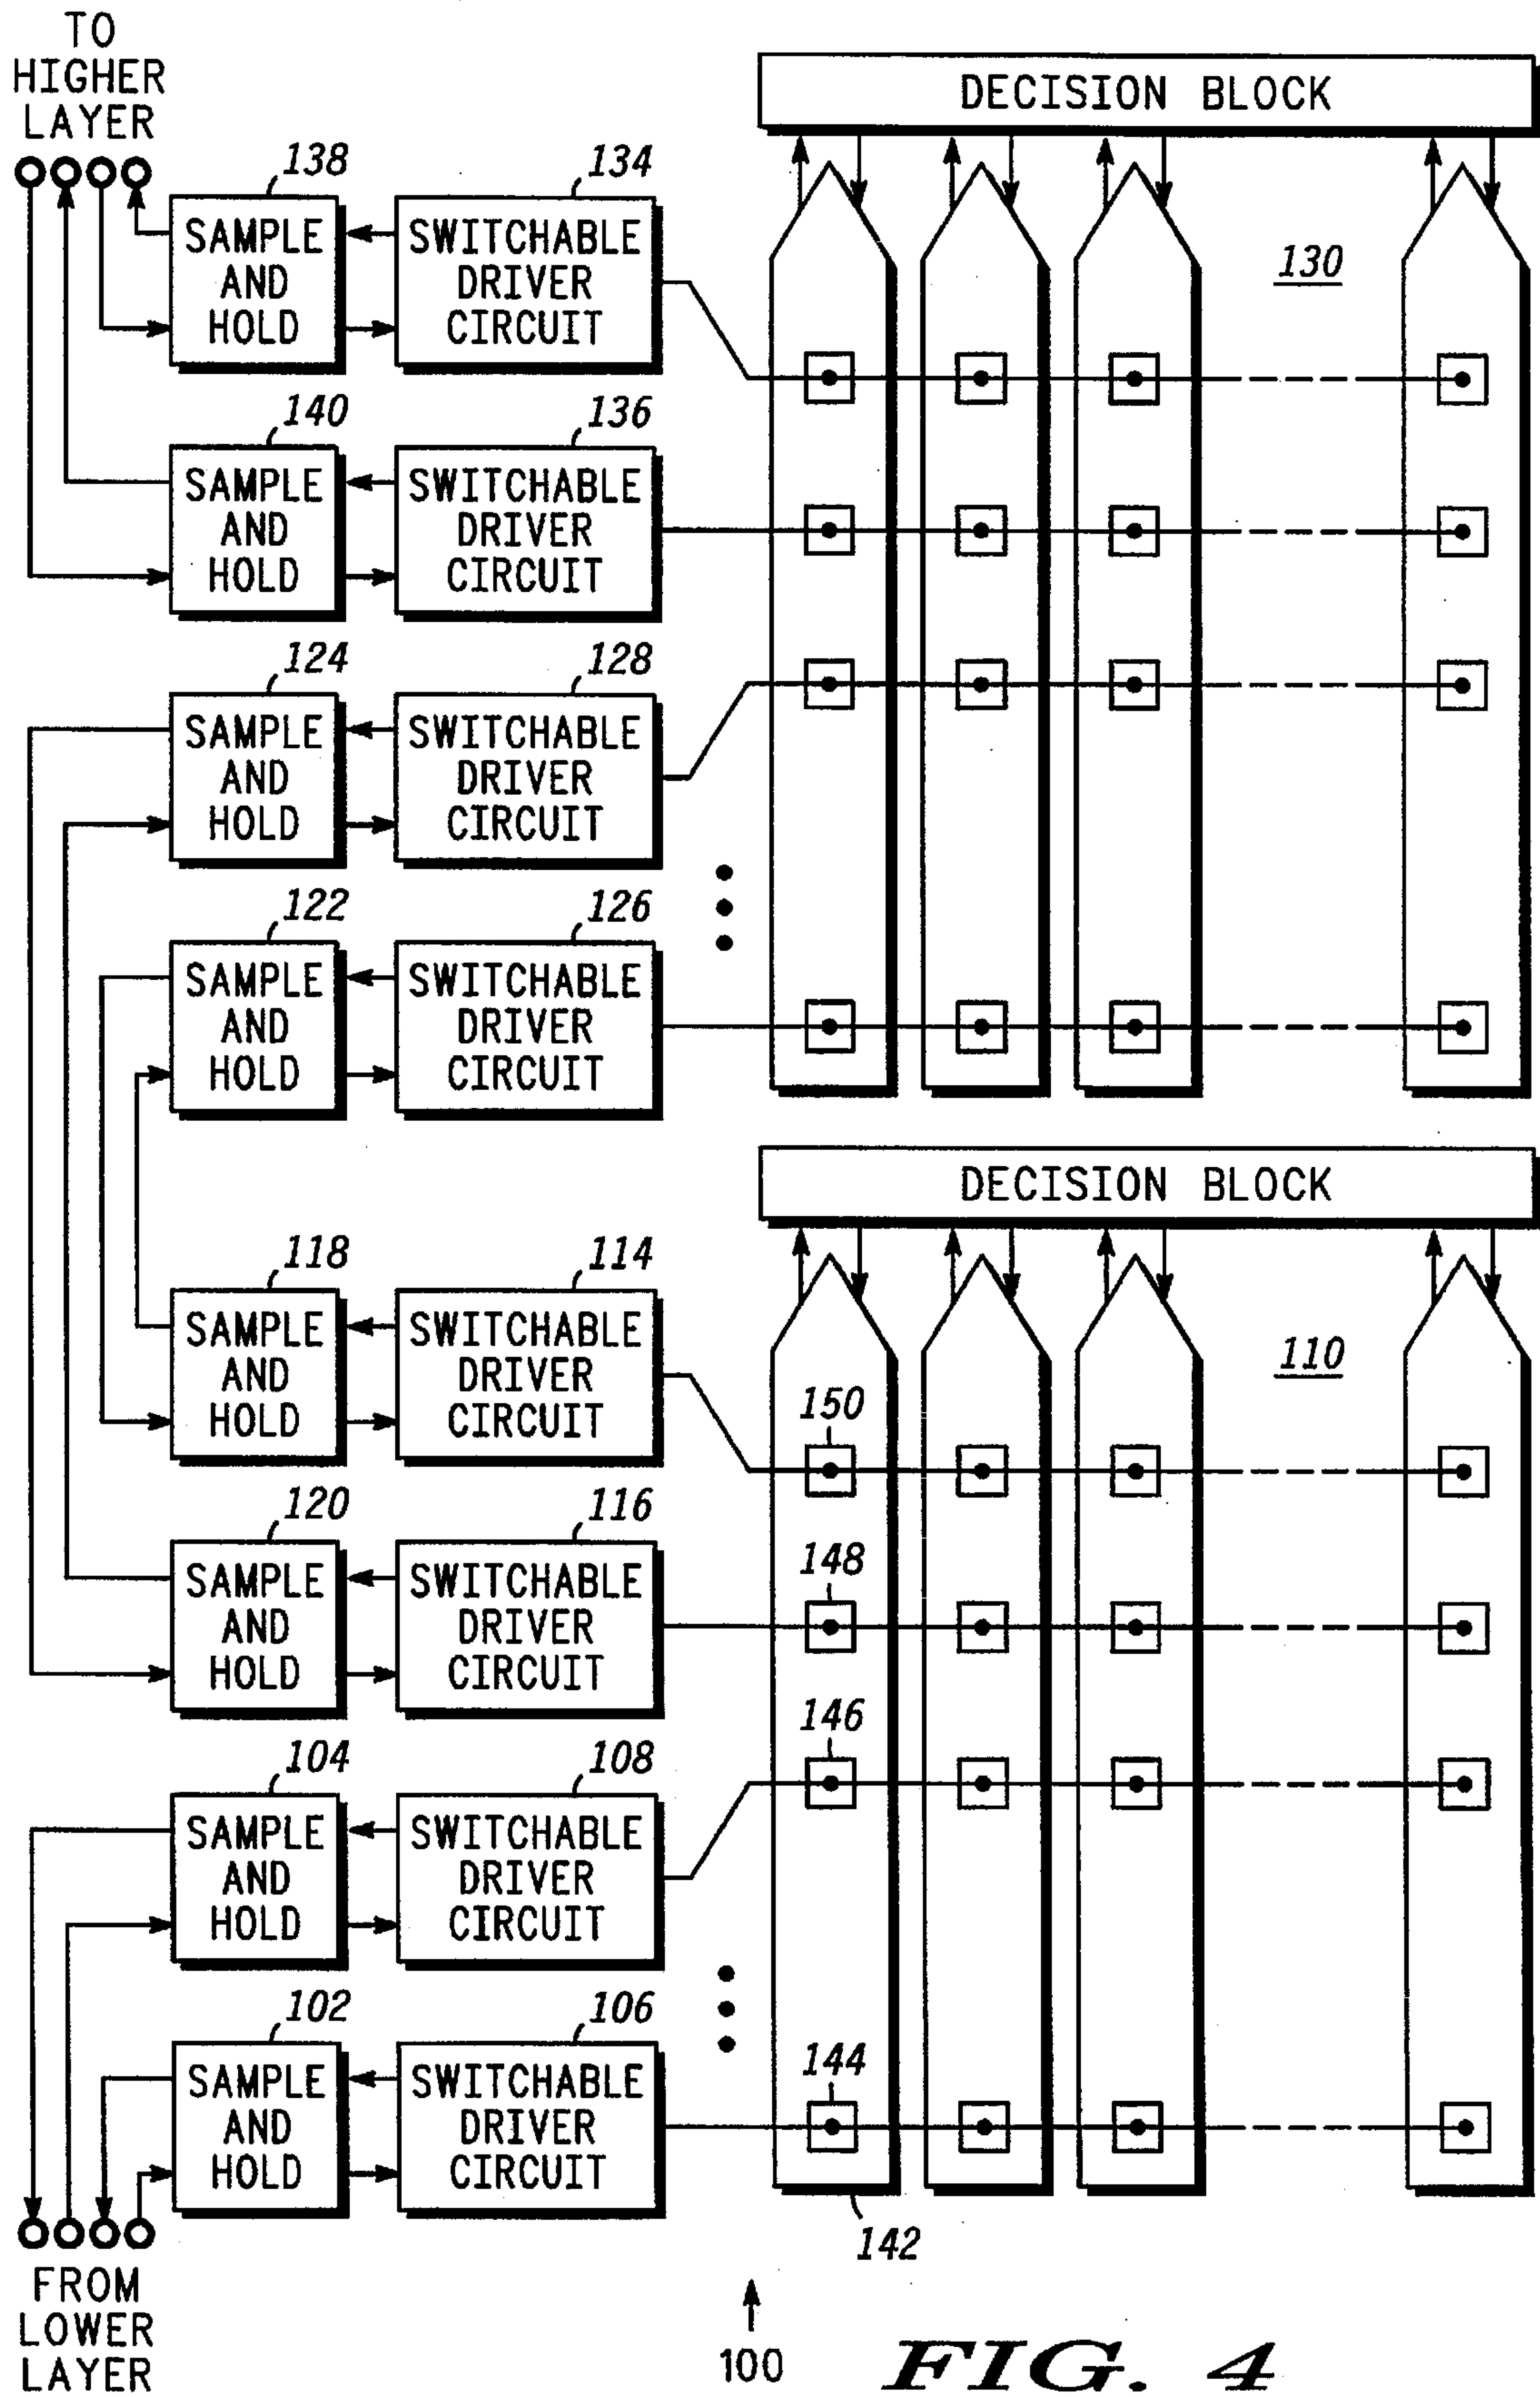 TO
HIGHER
LAYER
DECISION BLOCK
138
134
SAMPLE
AND
HOLD
SWITCHABLE
DRIVER
CIRCUIT
130
140
136
SAMPLE
AND
HOLD
SWITCHABLE
DRIVER
CIRCUIT
124
128
SAMPLE
AND
HOLD
SWITCHABLE
DRIVER
CIRCUIT
122
126
SAMPLE
AND
HOLD
SWITCHABLE
DRIVER
CIRCUIT
DECISION BLOCK
118
114
SAMPLE
AND
HOLD
SWITCHABLE
DRIVER
CIRCUIT
110
150
120
116
SAMPLE
AND
HOLD
SWITCHABLE
DRIVER
CIRCUIT
148
146
104
108
SAMPLE
AND
HOLD
SWITCHABLE
DRIVER
CIRCUIT
102
106
SAMPLE
AND
HOLD
SWITCHABLE
DRIVER
CIRCUIT
144
142
FROM
LOWER
LAYER
100
FIG. 4